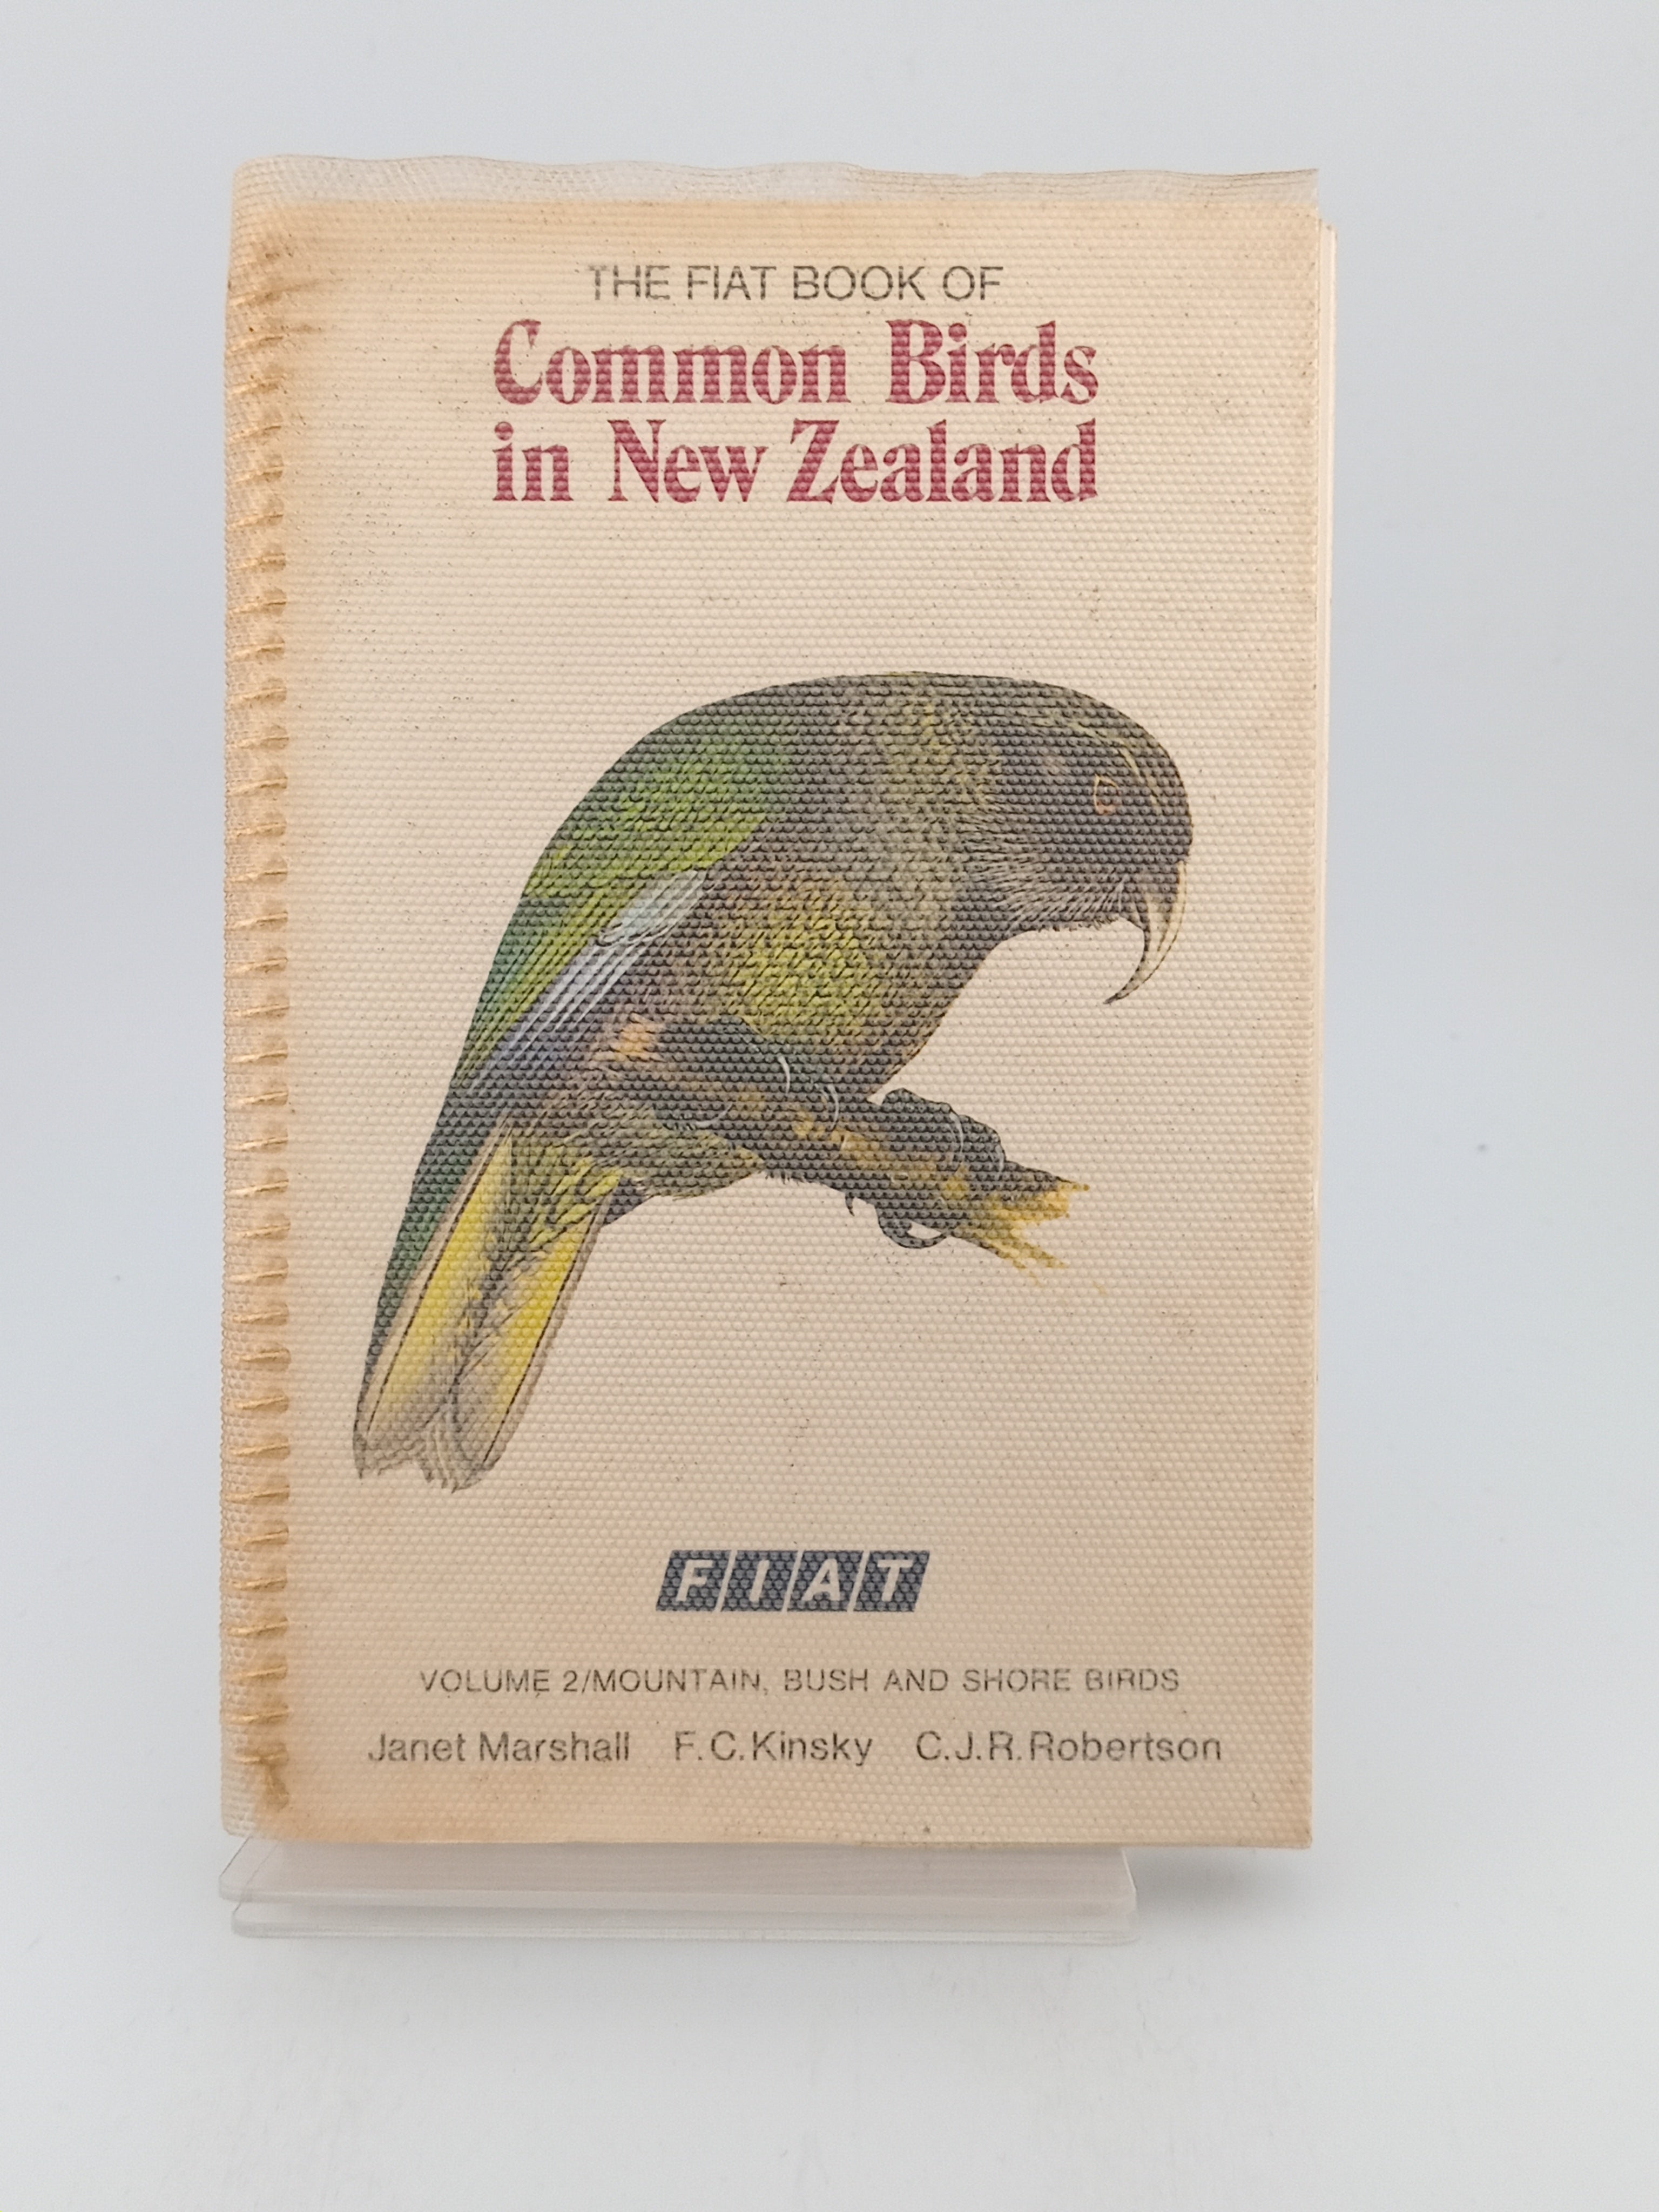 THE FIAT BOOK OF
Common Birds
in New Zealand
FIAT
VOLUME 2/MOUNTAIN, BUSH AND SHORE BIRDS
Janet Marshall F.C.Kinsky C.J.R.Robertson